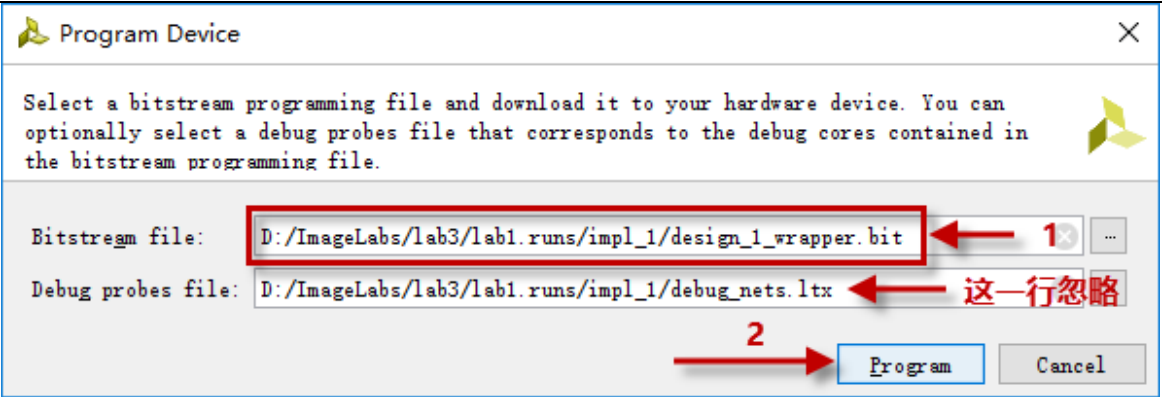 Program Device
Select a bitstream programming file and download it to your hardware device. You can
optionally select a debug probes file that corresponds to the debug cores contained in
the bitstream programming file.
Bitstream file: D:/ImageLabs/lab3/lab1.runs/impl_1/design_1_wrapper.bit 1 ...
Debug probes file: D:/ImageLabs/lab3/lab1.runs/impl_1/debug_nets.ltx 这一行忽略
2
Program Cancel